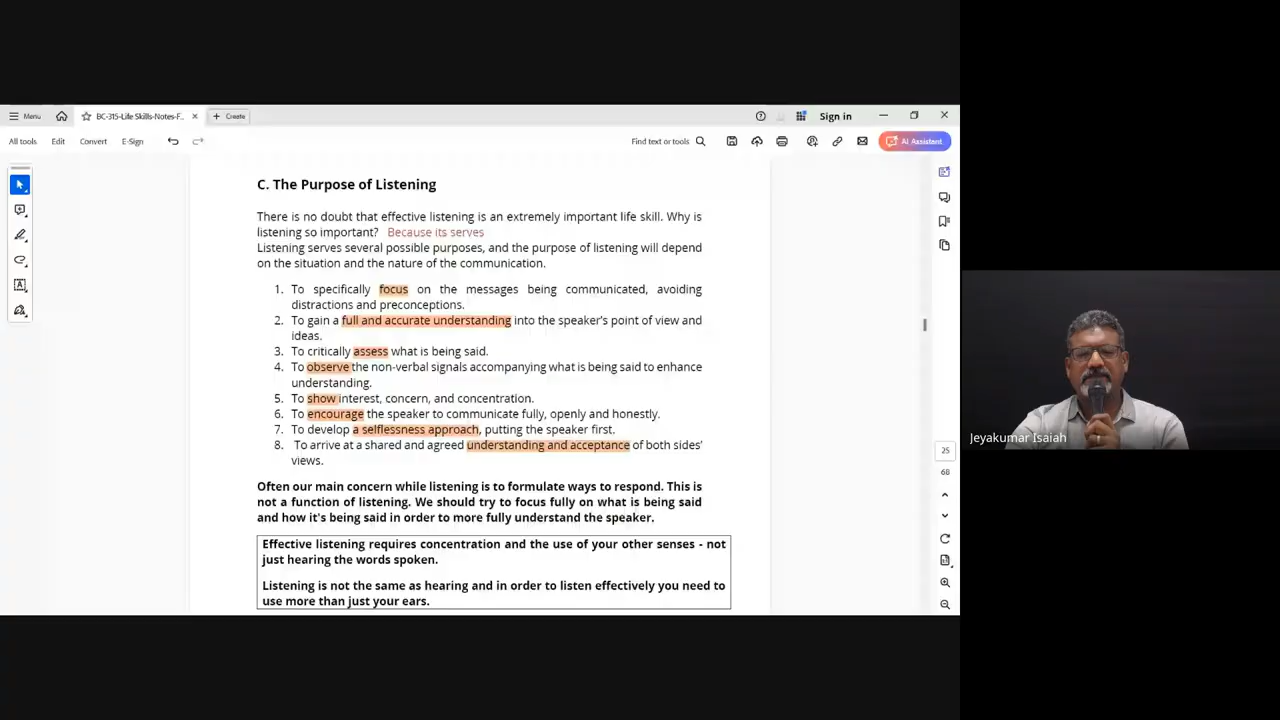 Menu
BC-315-Life Skills-Notes-F...
Create
Sign in
All tools
Edit
Convert
E-Sign
Find text or tools
AI Assistant
C. The Purpose of Listening
There is no doubt that effective listening is an extremely important life skill. Why is
listening so important? Because its serves
Listening serves several possible purposes, and the purpose of listening will depend
on the situation and the nature of the communication.
1. To specifically focus on the messages being communicated, avoiding
distractions and preconceptions.
2. To gain a full and accurate understanding into the speaker's point of view and
ideas.
3. To critically assess what is being said.
4. To observe the non-verbal signals accompanying what is being said to enhance
understanding.
5. To show interest, concern, and concentration.
6. To encourage the speaker to communicate fully, openly and honestly.
7. To develop a selflessness approach, putting the speaker first.
8. To arrive at a shared and agreed understanding and acceptance of both sides'
views.
Often our main concern while listening is to formulate ways to respond. This is
not a function of listening. We should try to focus fully on what is being said
and how it's being said in order to more fully understand the speaker.
Effective listening requires concentration and the use of your other senses - not
just hearing the words spoken.
Listening is not the same as hearing and in order to listen effectively you need to
use more than just your ears.
25
68
Jeyakumar Isaiah